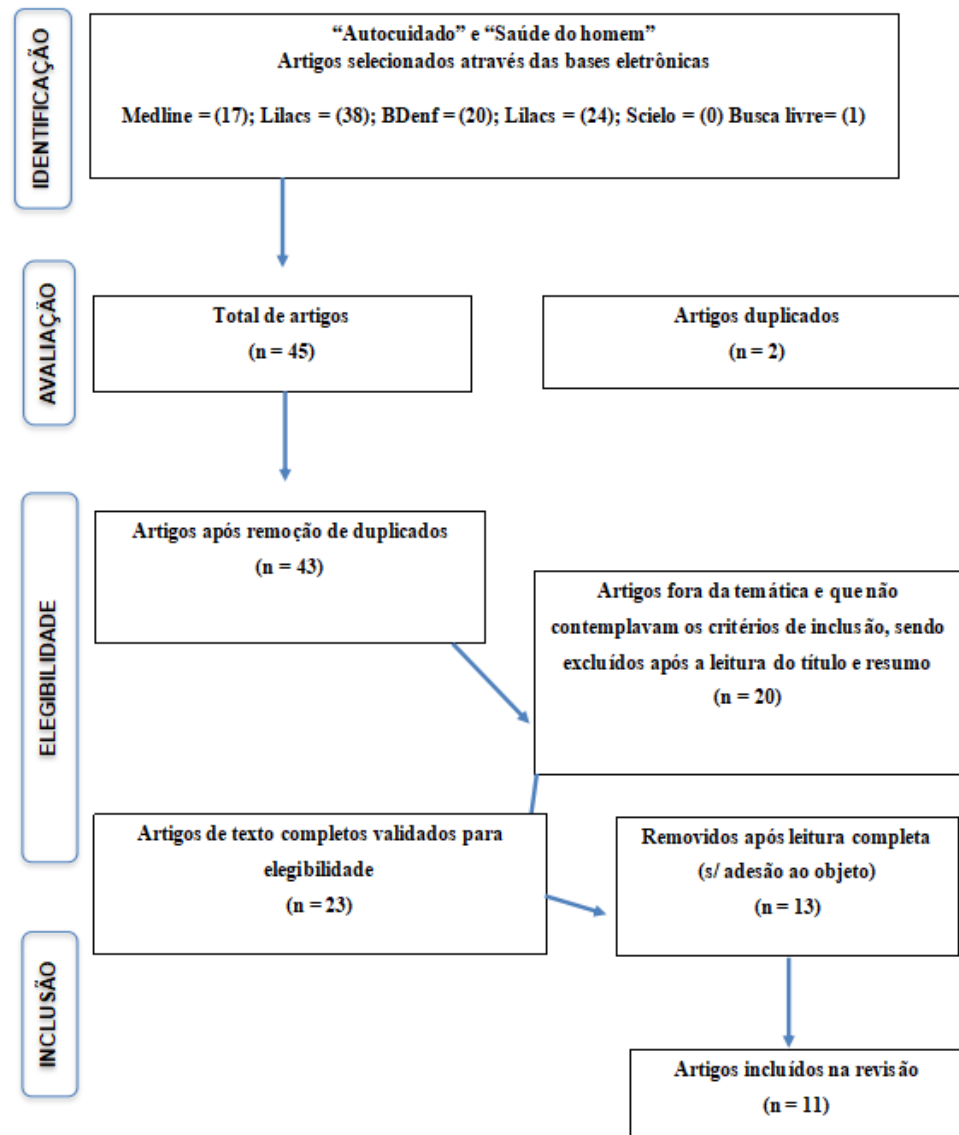 IDENTIFICAÇÃO
“Autocuidado” e “Saúde do homem”
Artigos selecionados através das bases eletrônicas
Medline = (17); Lilacs = (38); BDenf = (20); Lilacs = (24); Scielo = (0) Busca livre= (1)
AVALIAÇÃO
Total de artigos
(n = 45)
Artigos duplicados
(n = 2)
ELEGIBILIDADE
Artigos após remoção de duplicados
(n = 43)
Artigos fora da temática e que não
contemplavam os critérios de inclusão, sendo
excluídos após a leitura do título e resumo
(n = 20)
Artigos de texto completos validados para
elegibilidade
(n = 23)
Removidos após leitura completa
(s/ adesão ao objeto)
(n = 13)
INCLUSÃO
Artigos incluídos na revisão
(n = 11)